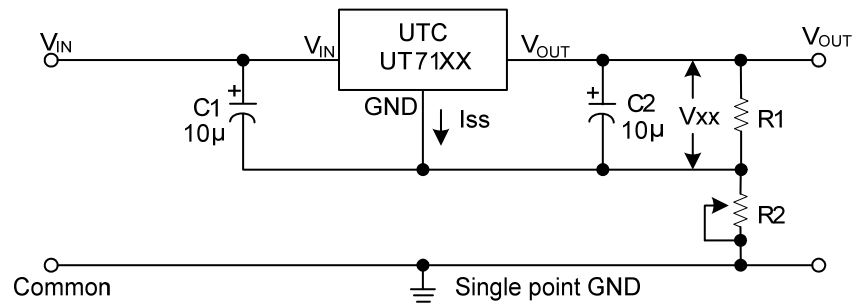 UTC
UT71XX
VIN
VIN
VOUT
VOUT
GND
Iss
C1
10μ
C2
10μ
Vxx
R1
R2
Common
Single point GND